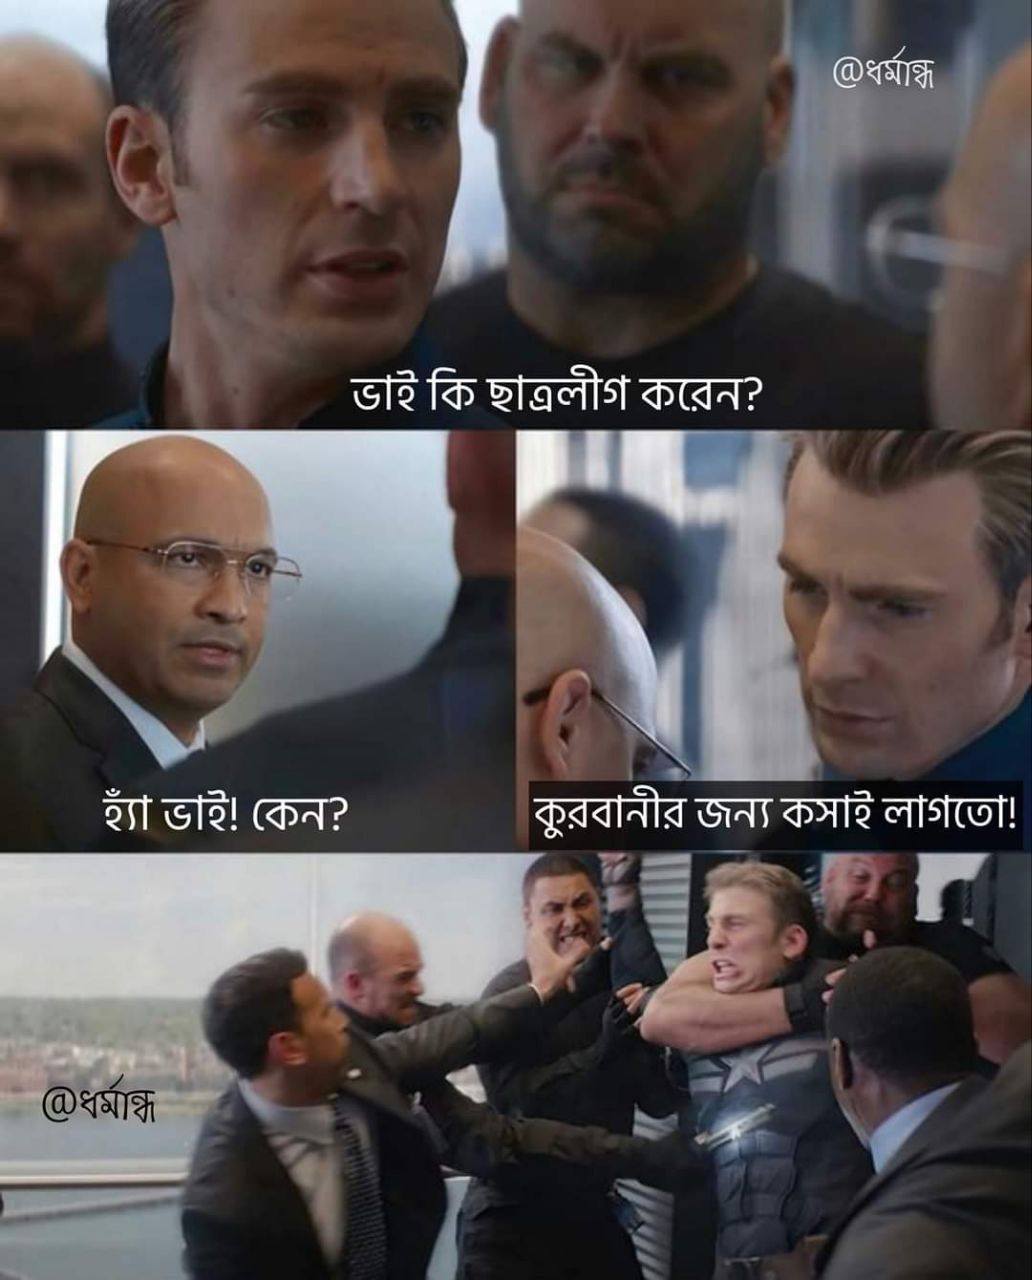 @ধর্মান্ধ
ভাই কি ছাত্রলীগ করেন?
হ্যাঁ ভাই! কেন?
কুরবানীর জন্য কসাই লাগতো!
@ধর্মান্ধ